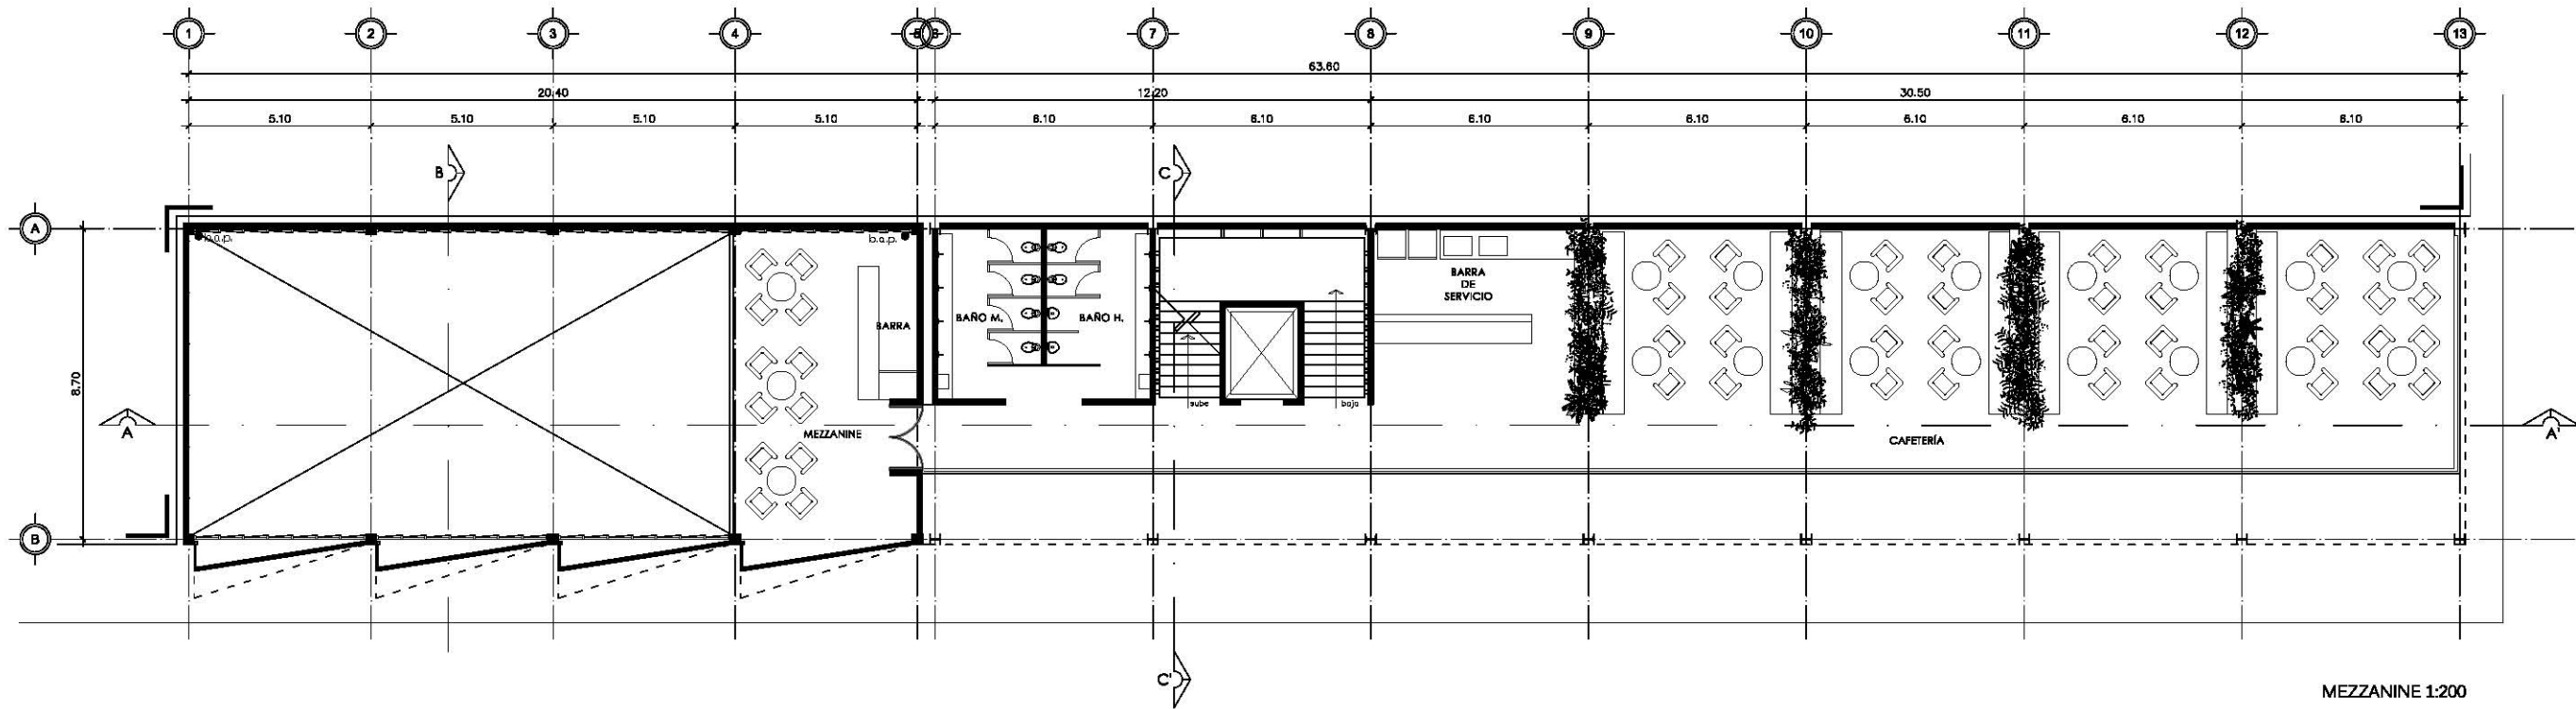 1 2 3 4 5 6 7 8 9 10 11 12 13
63.60
20.40 12.20 30.50
5.10 5.10 5.10 5.10 6.10 6.10 6.10 6.10 6.10 6.10 6.10
B C
A
b.a.p. b.a.p.
BARRA
DE
SERVICIO
BAÑO M. BAÑO H.
BARRA
8.70
sube baja
A MEZZANINE CAFETERÍA A'
B
C'
MEZZANINE 1:200